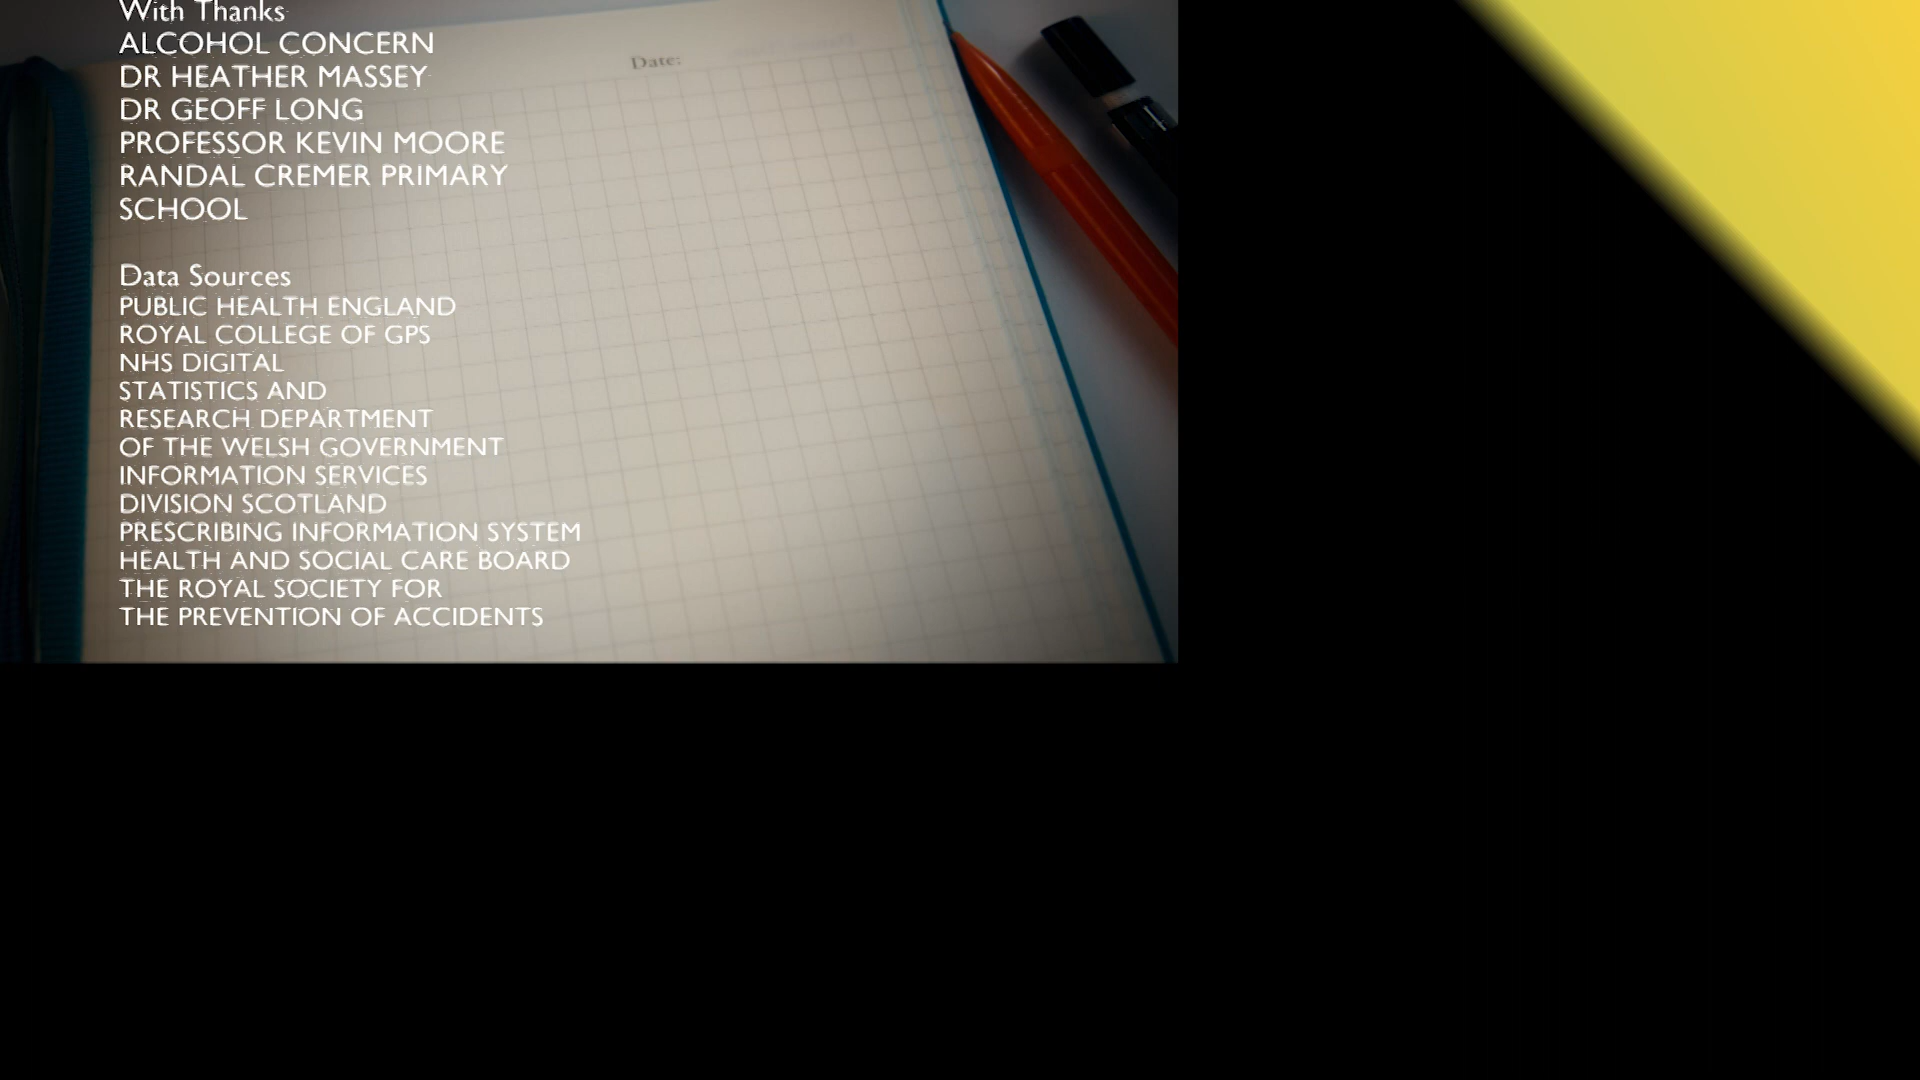 With Thanks
ALCOHOL CONCERN
DR HEATHER MASSEY
DR GEOFF LONG
PROFESSOR KEVIN MOORE
RANDAL CREMER PRIMARY
SCHOOL
Data Sources
PUBLIC HEALTH ENGLAND
ROYAL COLLEGE OF GPS
NHS DIGITAL
STATISTICS AND
RESEARCH DEPARTMENT
OF THE WELSH GOVERNMENT
INFORMATION SERVICES
DIVISION SCOTLAND
PRESCRIBING INFORMATION SYSTEM
HEALTH AND SOCIAL CARE BOARD
THE ROYAL SOCIETY FOR
THE PREVENTION OF ACCIDENTS
Date: